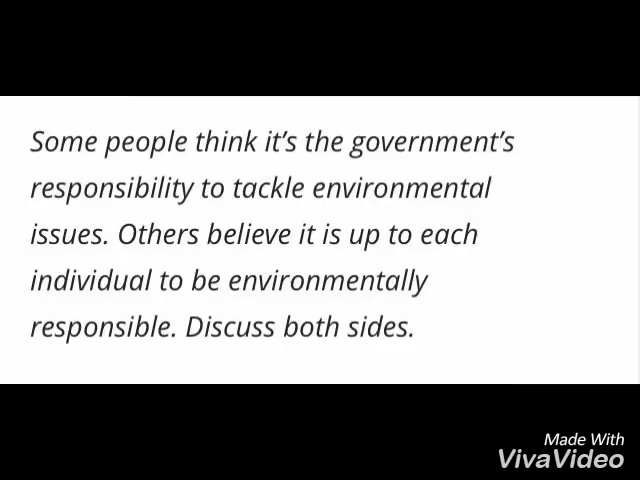 Some people think it's the government's
responsibility to tackle environmental
issues. Others believe it is up to each
individual to be environmentally
responsible. Discuss both sides.
Made With
VivaVideo